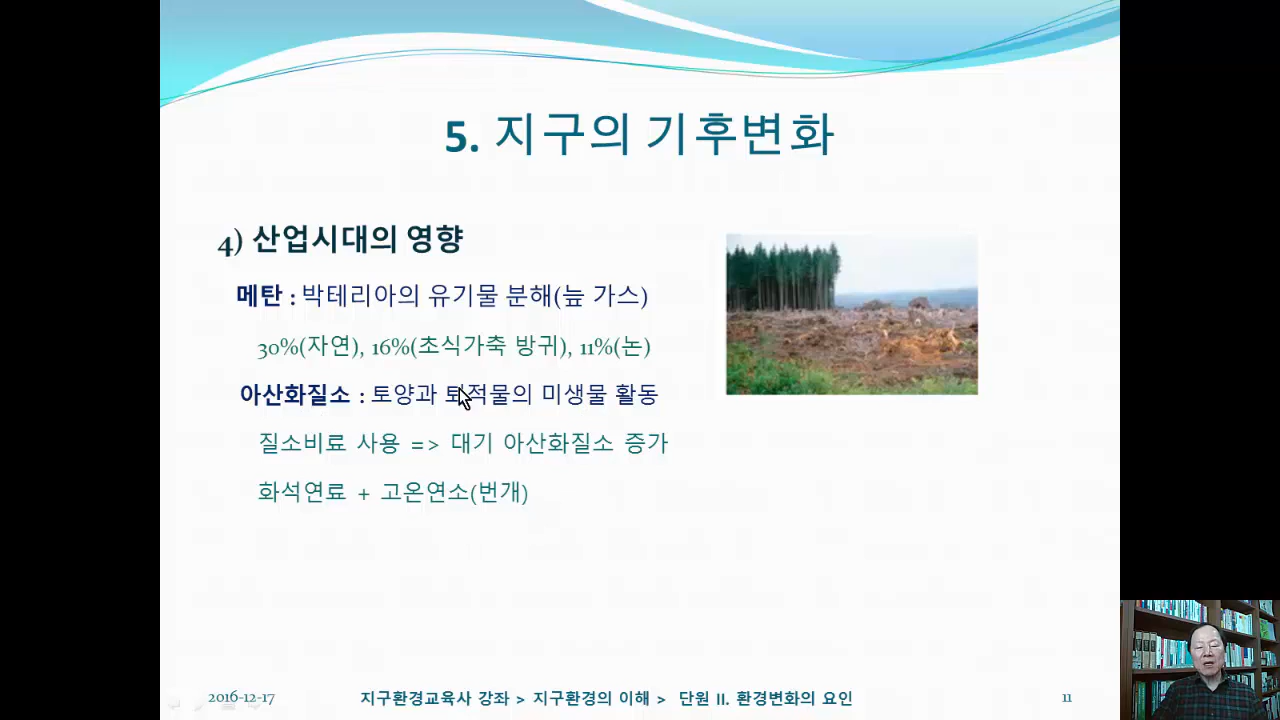 5. 지구의 기후변화
4) 산업시대의 영향
메탄 : 박테리아의 유기물 분해(늪 가스)
30%(자연), 16%(초식가축 방귀), 11%(논)
아산화질소 : 토양과 퇴적물의 미생물 활동
질소비료 사용 => 대기 아산화질소 증가
화석연료 + 고온연소(번개)
2016-12-17
지구환경교육사 강좌 > 지구환경의 이해 > 단원 II. 환경변화의 요인
11